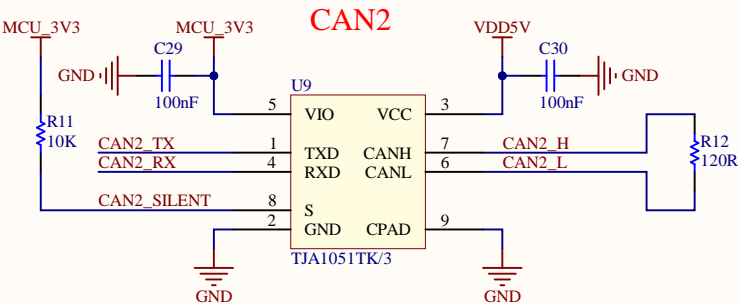 CAN2
MCU_3V3
MCU_3V3
VDD5V
C29
C30
GND
GND
100nF
100nF
U9
R11
10K
5
VIO
VCC
3
CAN2_TX
1
TXD
CANH
7
CAN2_H
R12
CAN2_RX
4
RXD
CANL
6
CAN2_L
120R
CAN2_SILENT
8
S
2
GND
CPAD
9
TJA1051TK/3
GND
GND